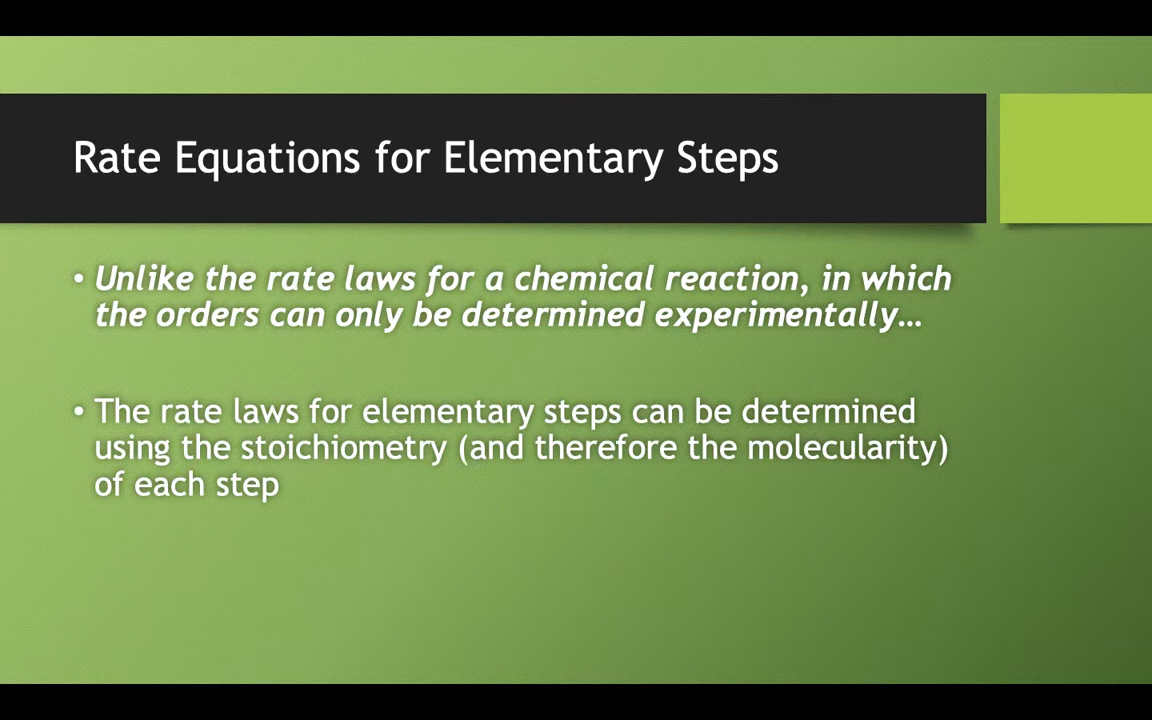 Rate Equations for Elementary Steps
• Unlike the rate laws for a chemical reaction, in which
the orders can only be determined experimentally…
• The rate laws for elementary steps can be determined
using the stoichiometry (and therefore the molecularity)
of each step